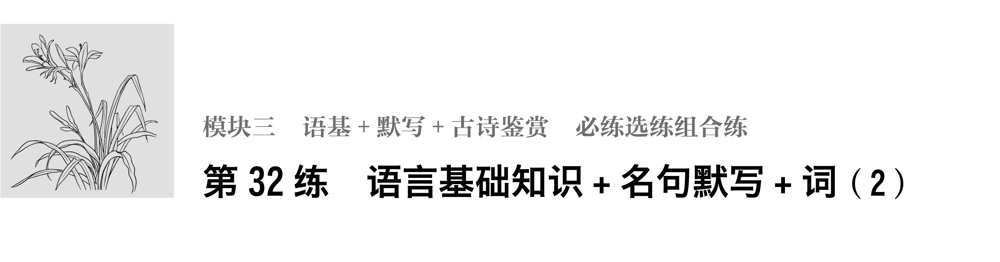 模块三　语基 + 默写 + 古诗鉴赏　必练选练组合练
第 32 练　语言基础知识 + 名句默写 + 词（2）